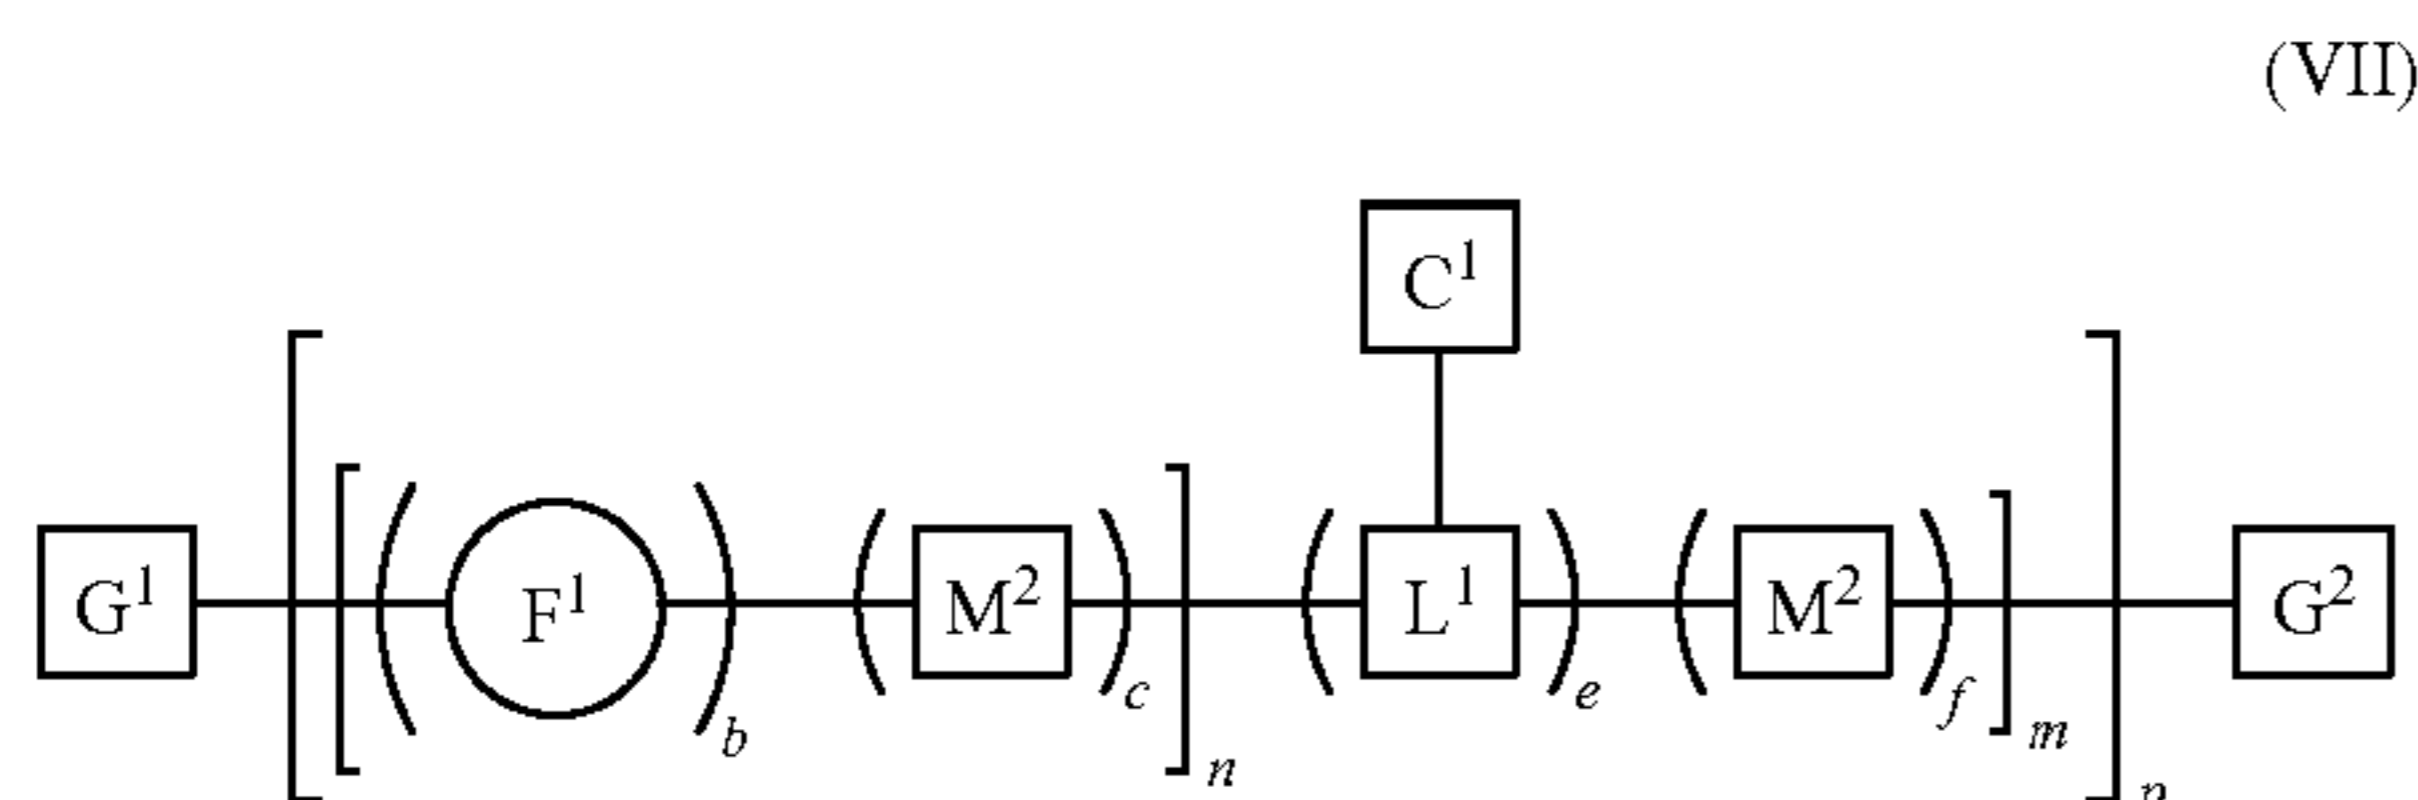 (VII)
C¹
G¹ [ [ ( F¹ )b ( M² )c ]n ( L¹ )e ( M² )f ]m ] G²